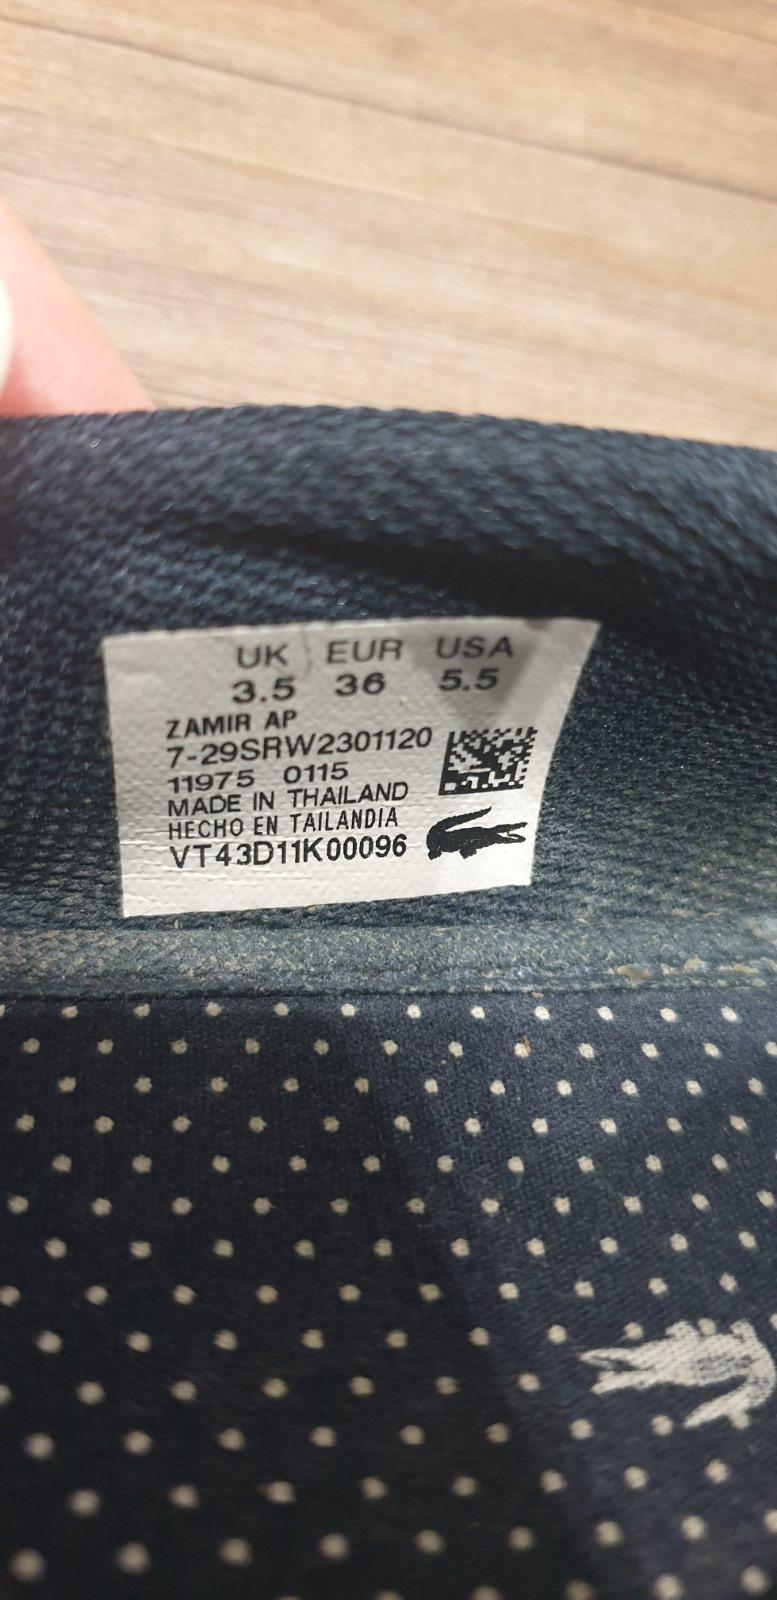 UK EUR USA
3.5 36 5.5
ZAMIR AP
7-29SRW2301120
11975 0115
MADE IN THAILAND
HECHO EN TAILANDIA
VT43D11K00096